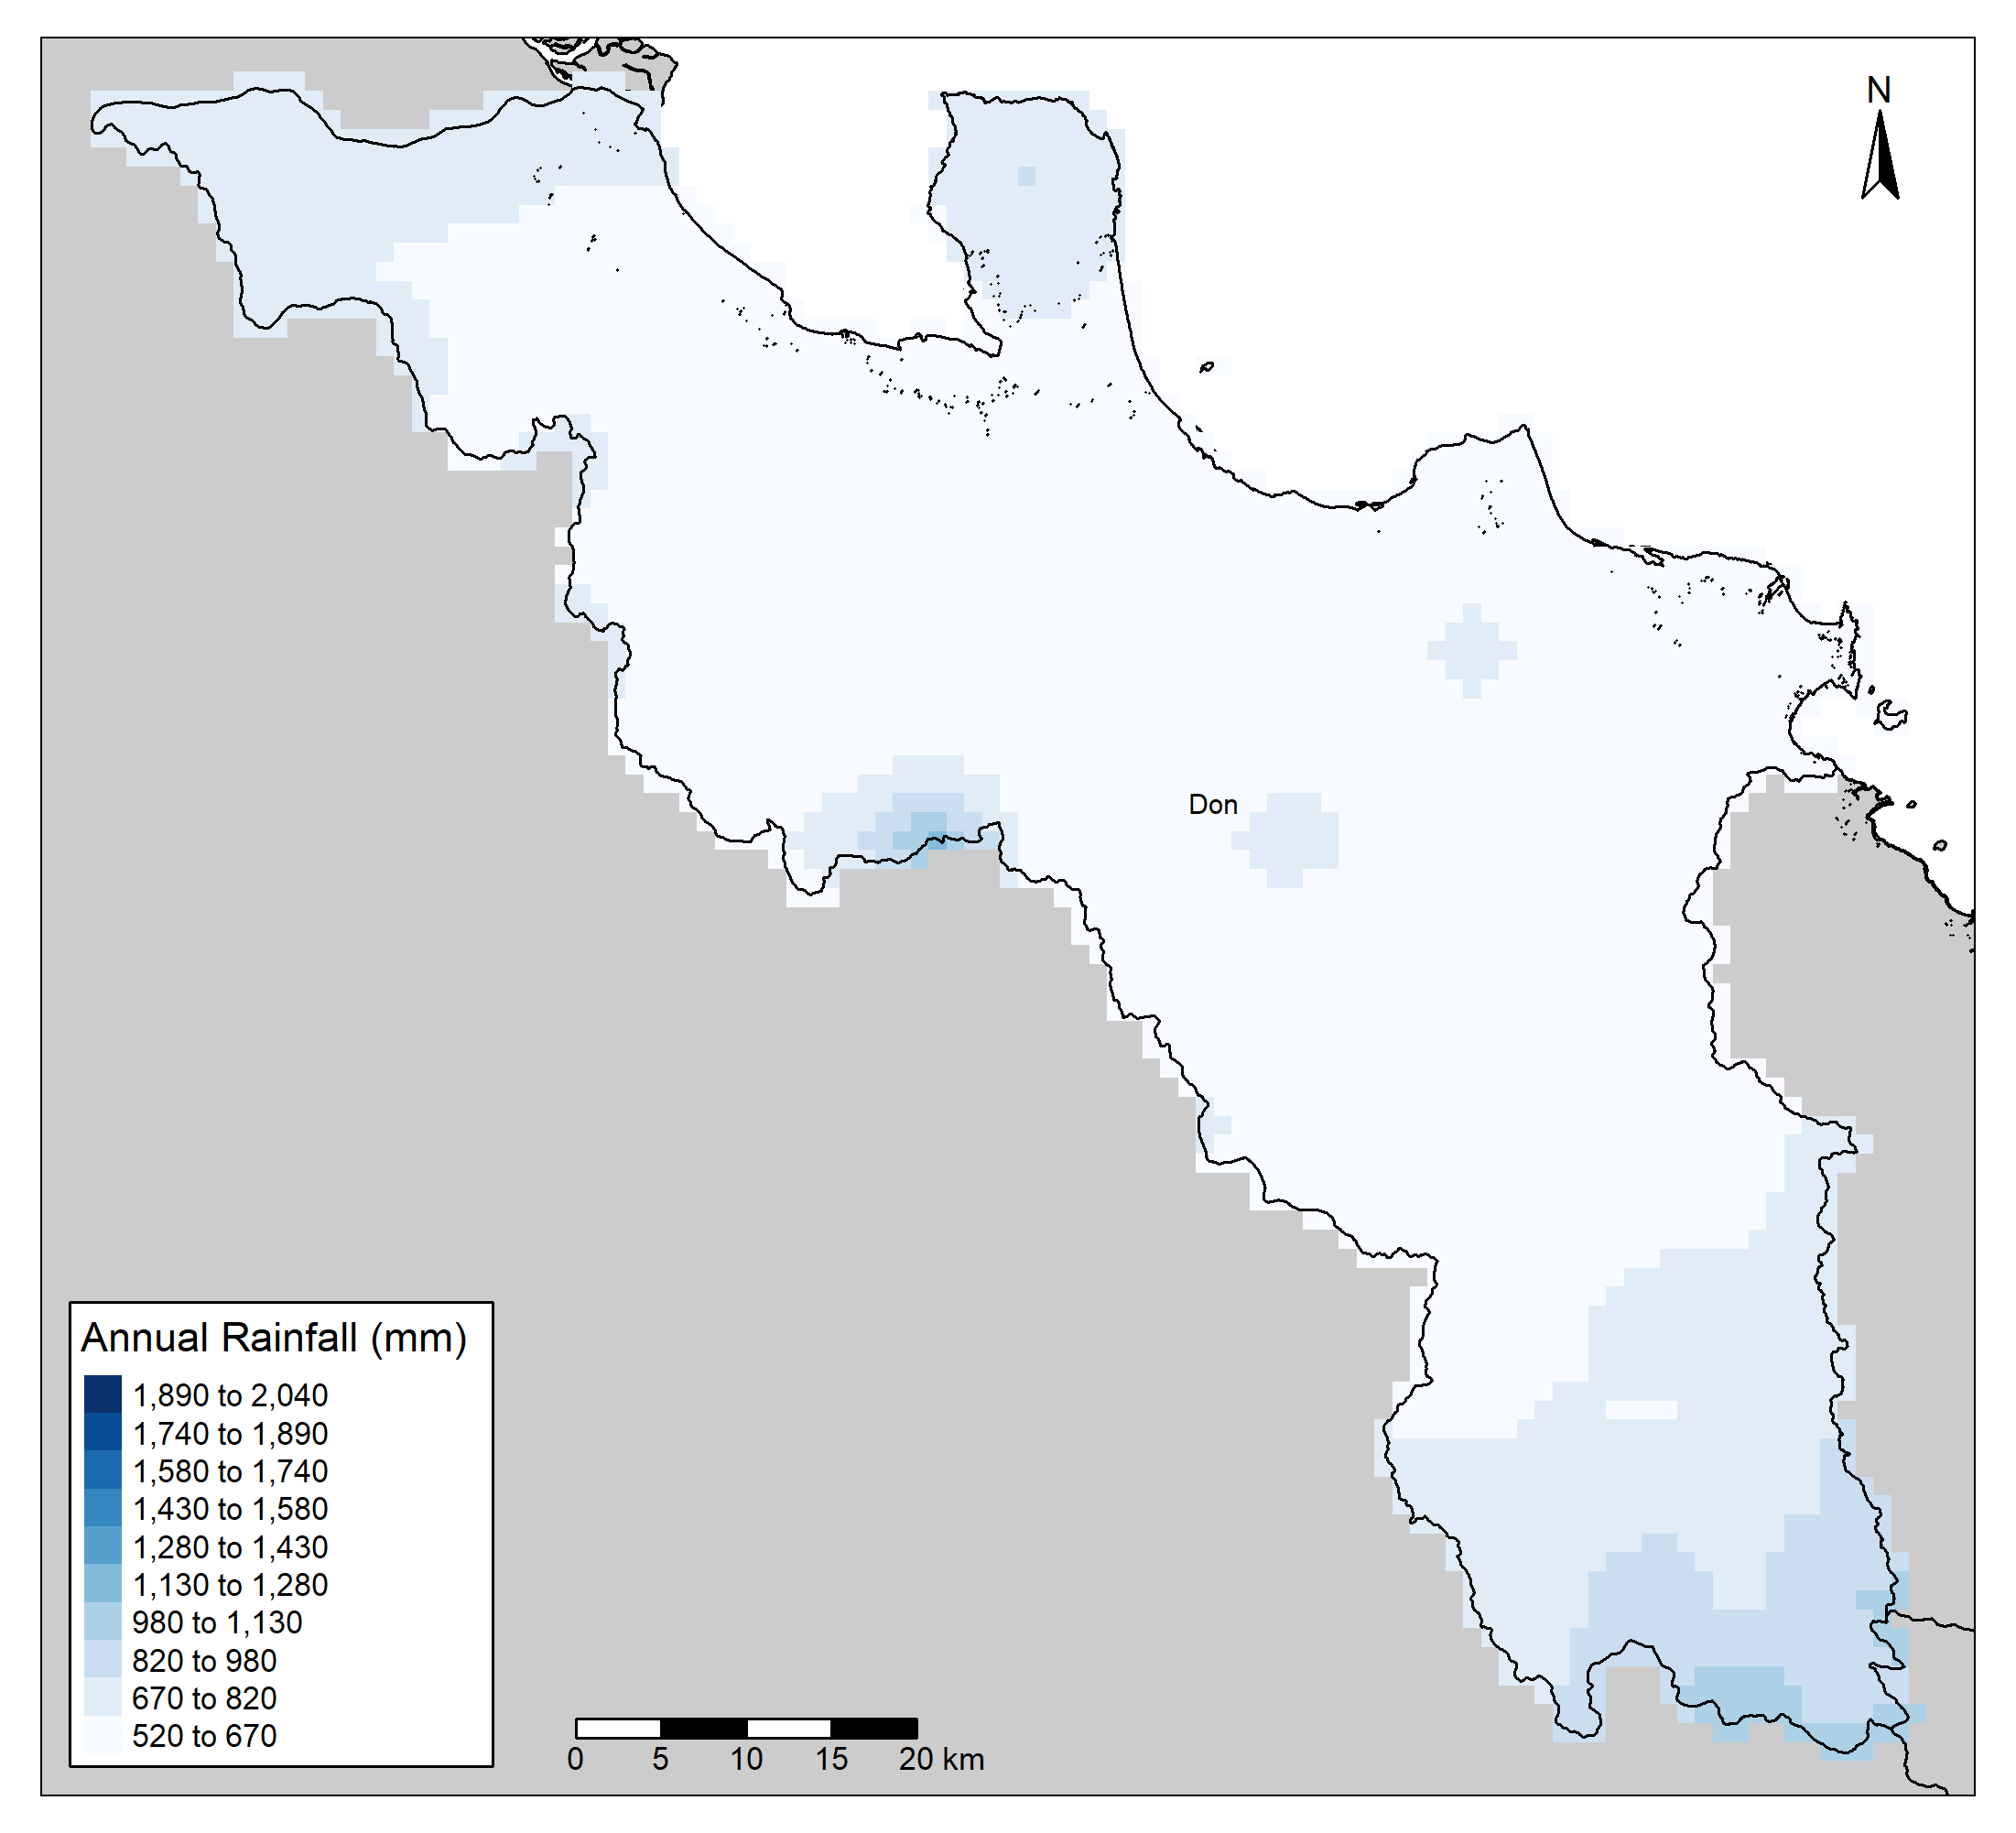 N
Don
Annual Rainfall (mm)
1,890 to 2,040
1,740 to 1,890
1,580 to 1,740
1,430 to 1,580
1,280 to 1,430
1,130 to 1,280
980 to 1,130
820 to 980
670 to 820
520 to 670
0 5 10 15 20 km